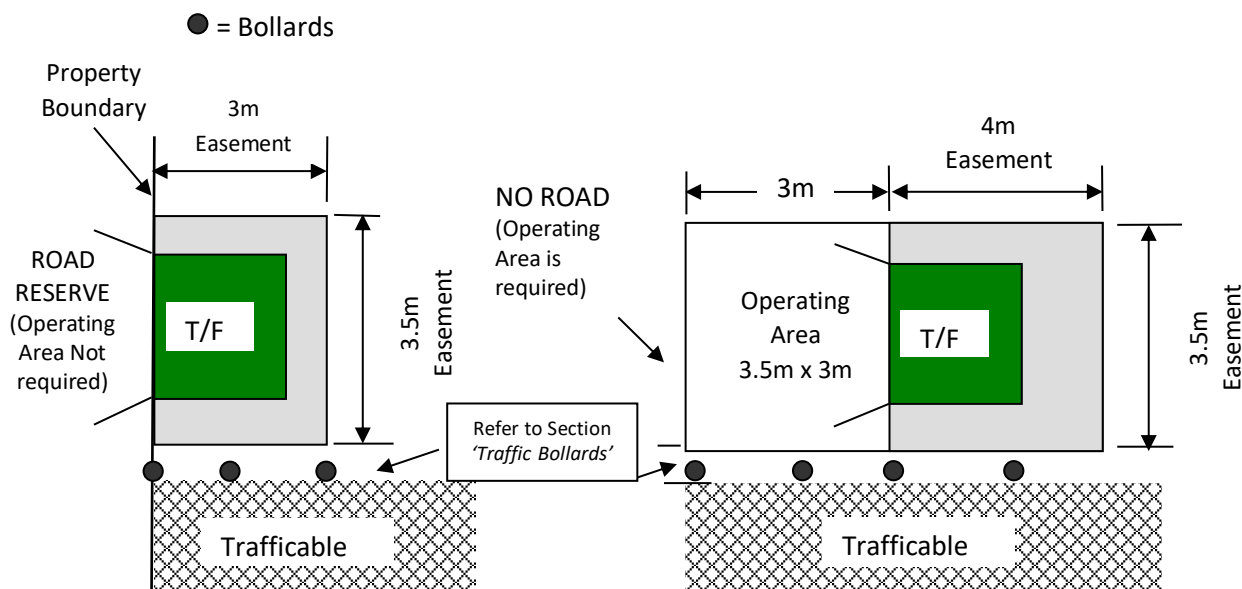 = Bollards
Property
Boundary
3m
Easement
ROAD
RESERVE
(Operating
Area Not
required)
T/F
3.5m
Easement
Trafficable
NO ROAD
(Operating
Area is
required)
Refer to Section
‘Traffic Bollards’
3m
4m
Easement
Operating
Area
3.5m x 3m
T/F
3.5m
Easement
Trafficable